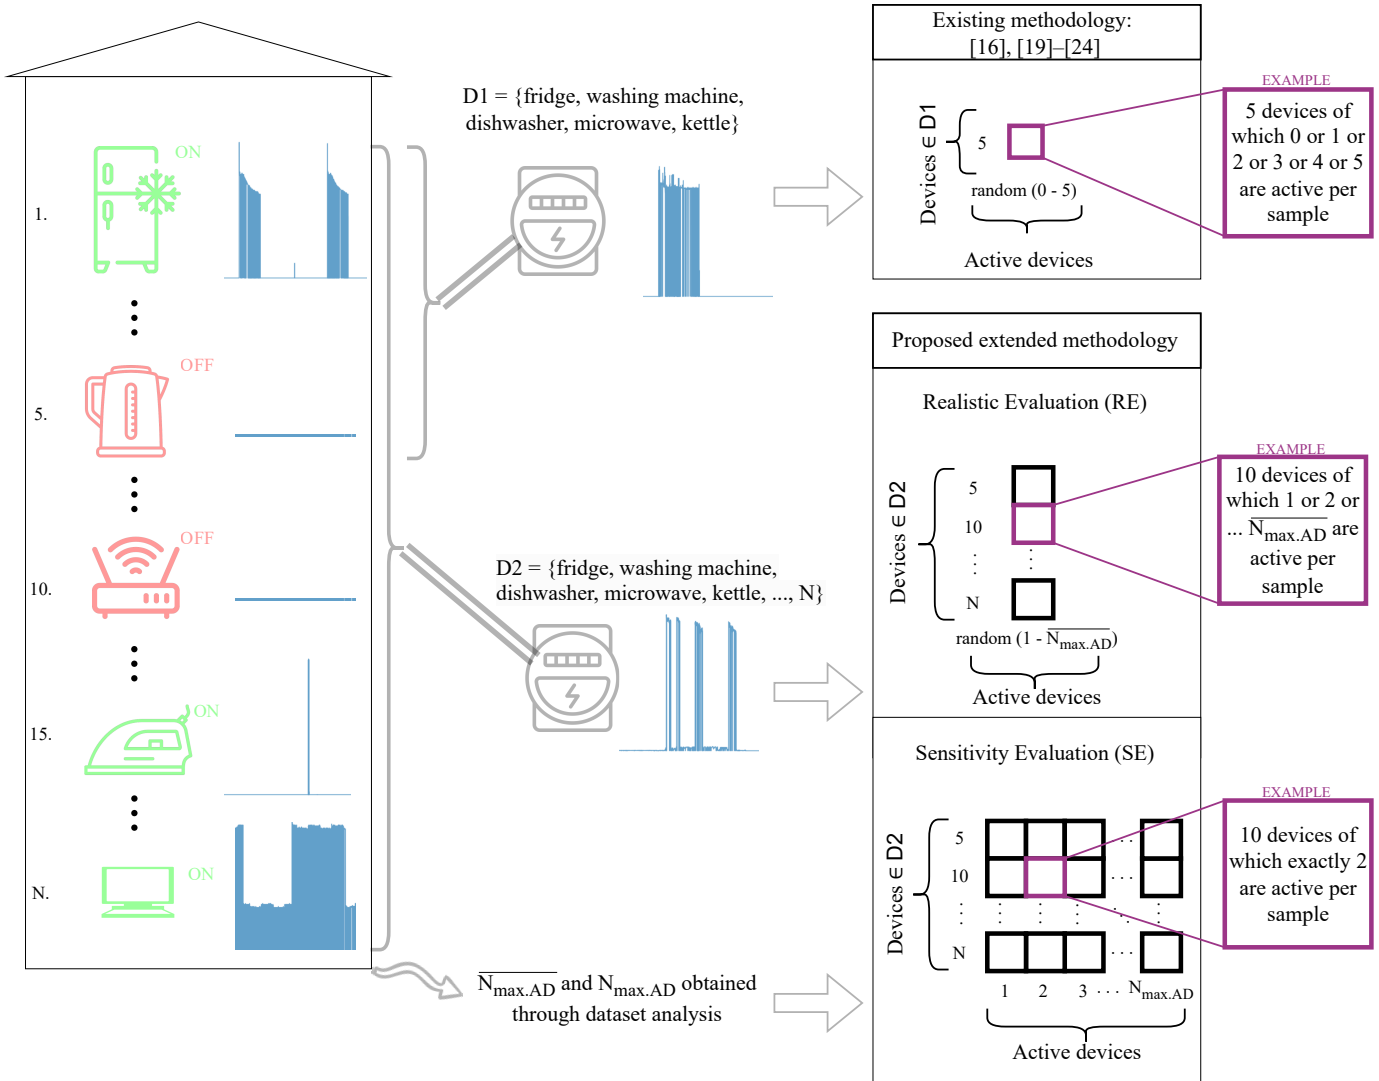 1.
ON
5.
OFF
10.
OFF
15.
ON
N.
ON
D1 = {fridge, washing machine,
dishwasher, microwave, kettle}
D2 = {fridge, washing machine,
dishwasher, microwave, kettle, ..., N}
N̅max.AD and Nmax.AD obtained
through dataset analysis
Existing methodology:
[16], [19]–[24]
Devices ∈ D1
5
random (0 - 5)
Active devices
EXAMPLE
5 devices of
which 0 or 1 or
2 or 3 or 4 or 5
are active per
sample
Proposed extended methodology
Realistic Evaluation (RE)
Devices ∈ D2
5
10
N
random (1 - N̅max.AD)
Active devices
EXAMPLE
10 devices of
which 1 or 2 or
... N̅max.AD are
active per
sample
Sensitivity Evaluation (SE)
Devices ∈ D2
5
10
N
1 2 3 ··· Nmax.AD
Active devices
EXAMPLE
10 devices of
which exactly 2
are active per
sample